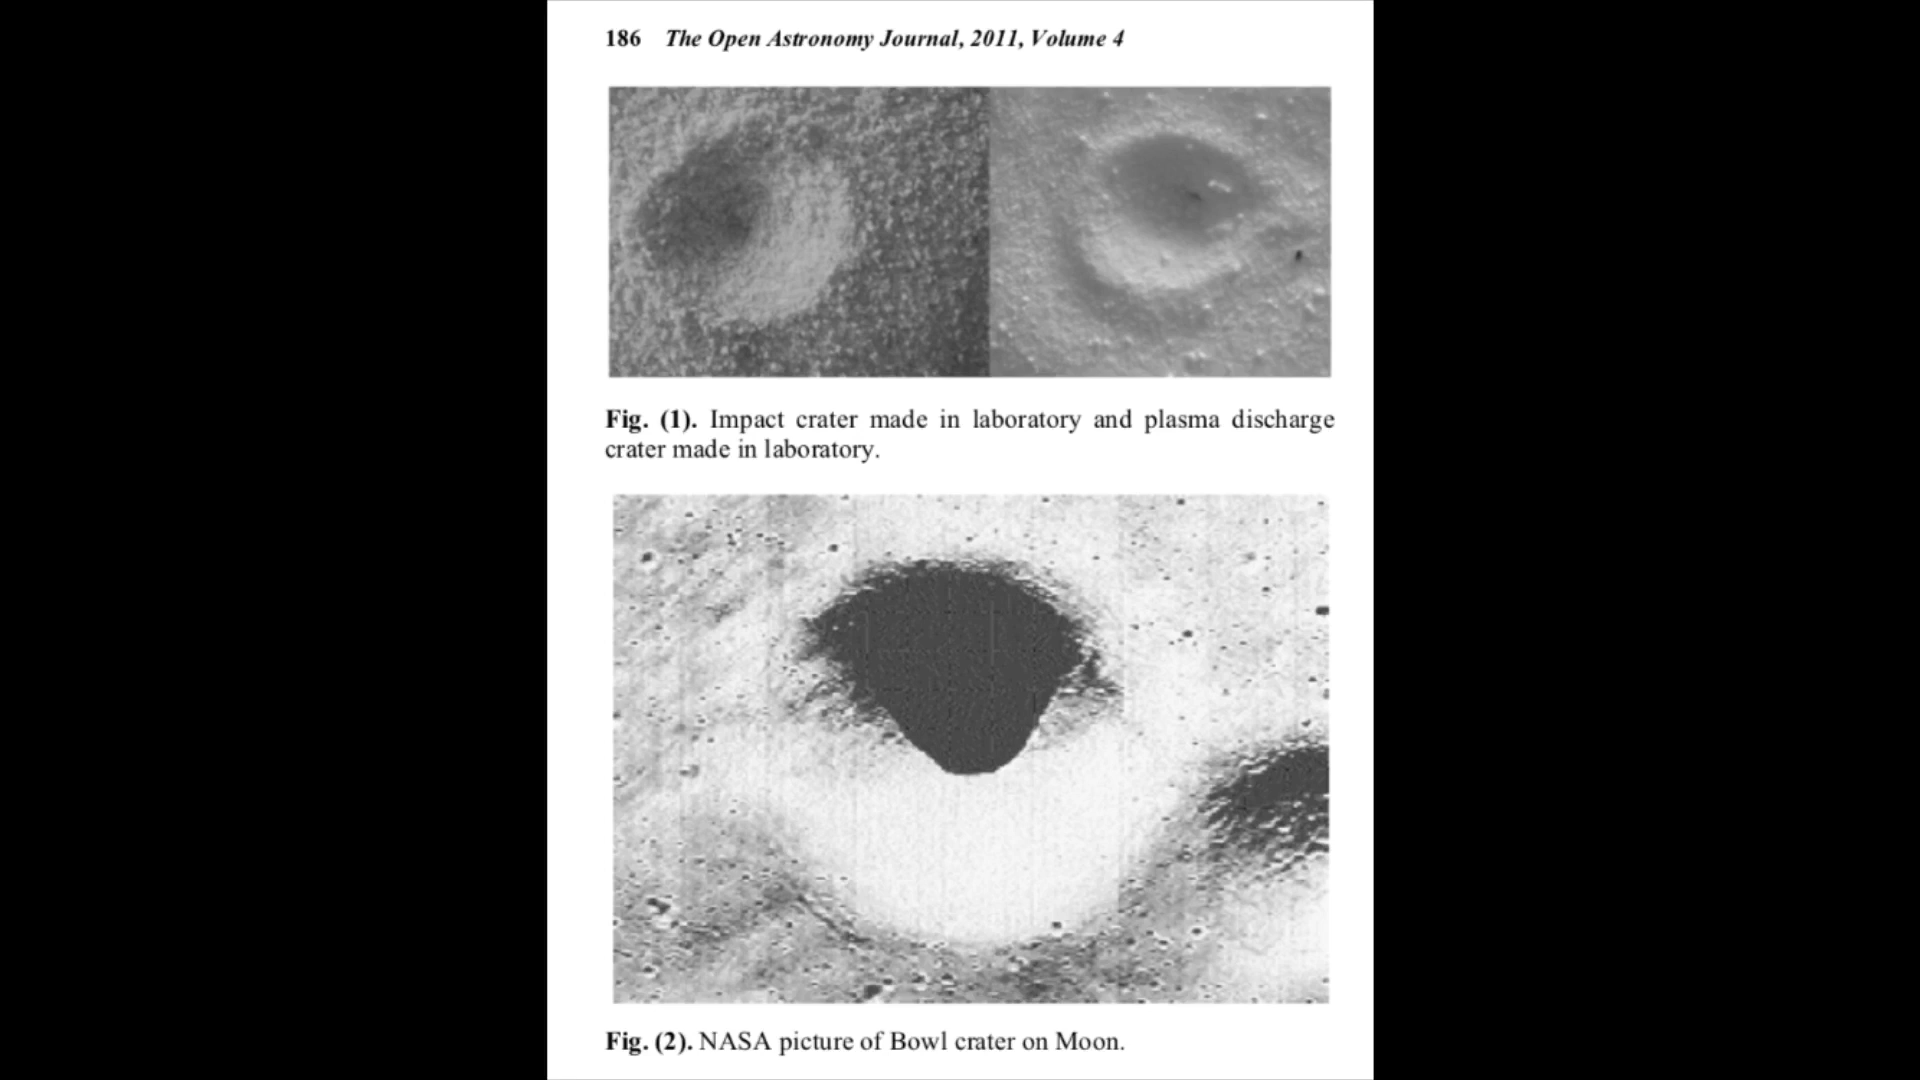 186 The Open Astronomy Journal, 2011, Volume 4
Fig. (1). Impact crater made in laboratory and plasma discharge
crater made in laboratory.
Fig. (2). NASA picture of Bowl crater on Moon.